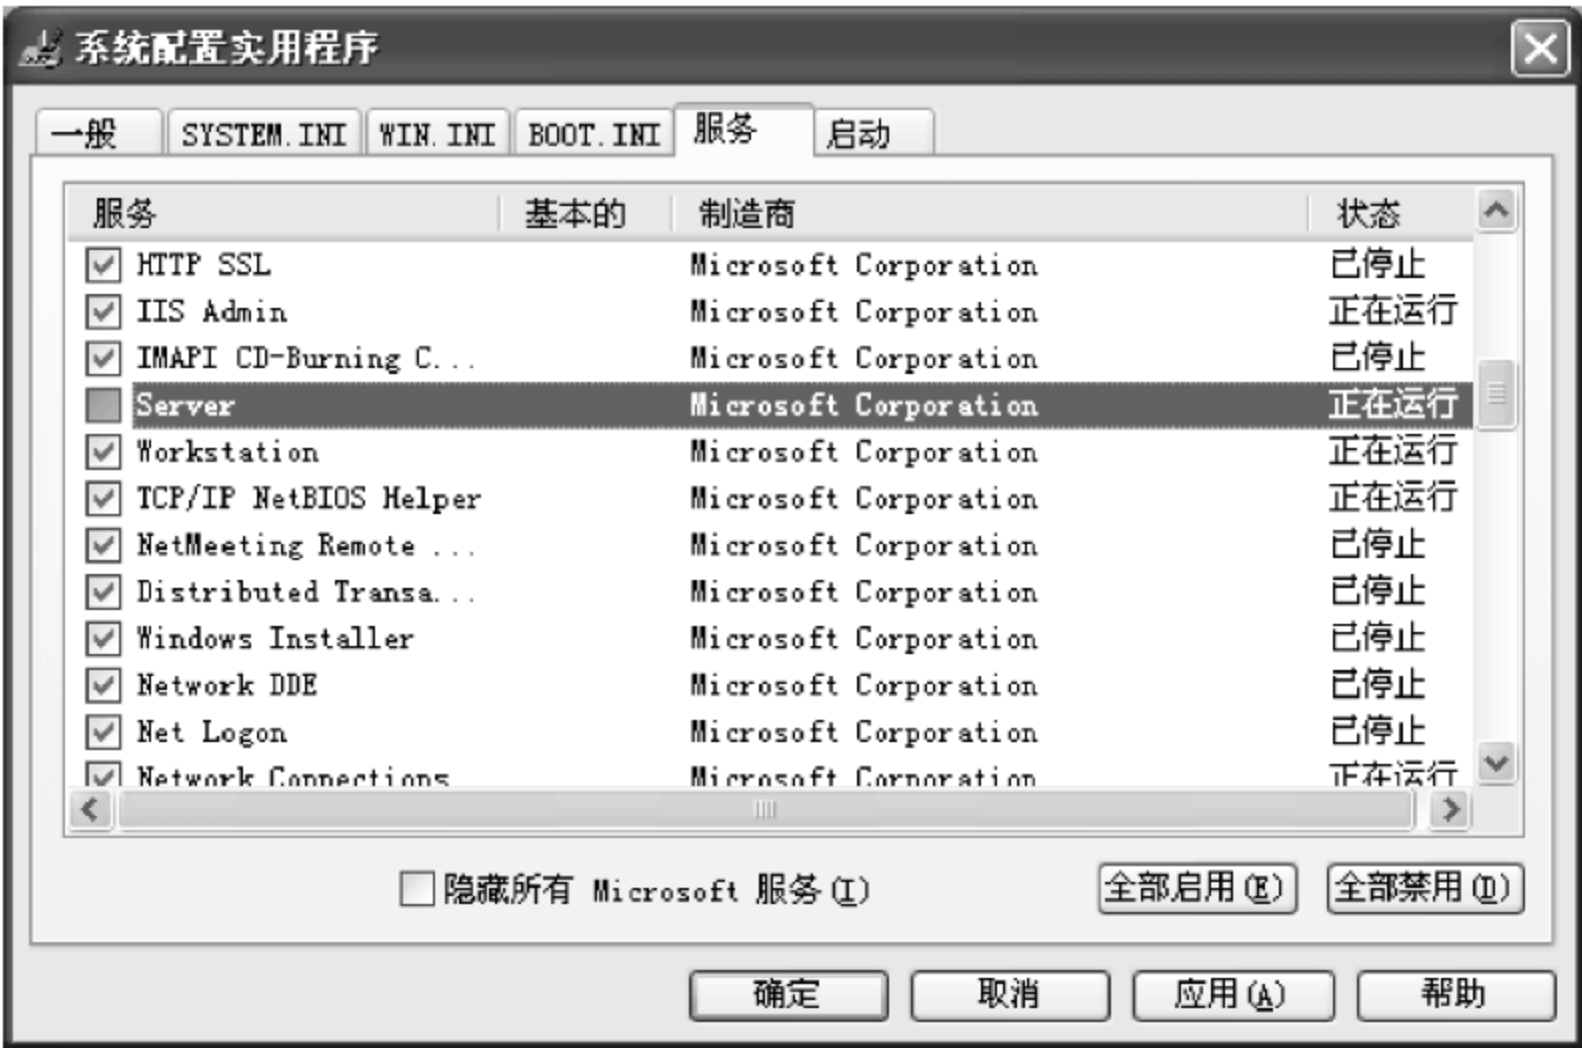 系统配置实用程序
一般 SYSTEM.INI WIN.INI BOOT.INI 服务 启动
服务 基本的 制造商 状态
HTTP SSL Microsoft Corporation 已停止
IIS Admin Microsoft Corporation 正在运行
IMAPI CD-Burning C... Microsoft Corporation 已停止
Server Microsoft Corporation 正在运行
Workstation Microsoft Corporation 正在运行
TCP/IP NetBIOS Helper Microsoft Corporation 正在运行
NetMeeting Remote ... Microsoft Corporation 已停止
Distributed Transa... Microsoft Corporation 已停止
Windows Installer Microsoft Corporation 已停止
Network DDE Microsoft Corporation 已停止
Net Logon Microsoft Corporation 已停止
Network Connections Microsoft Corporation 正在运行
隐藏所有 Microsoft 服务(I) 全部启用(E) 全部禁用(D)
确定 取消 应用(A) 帮助